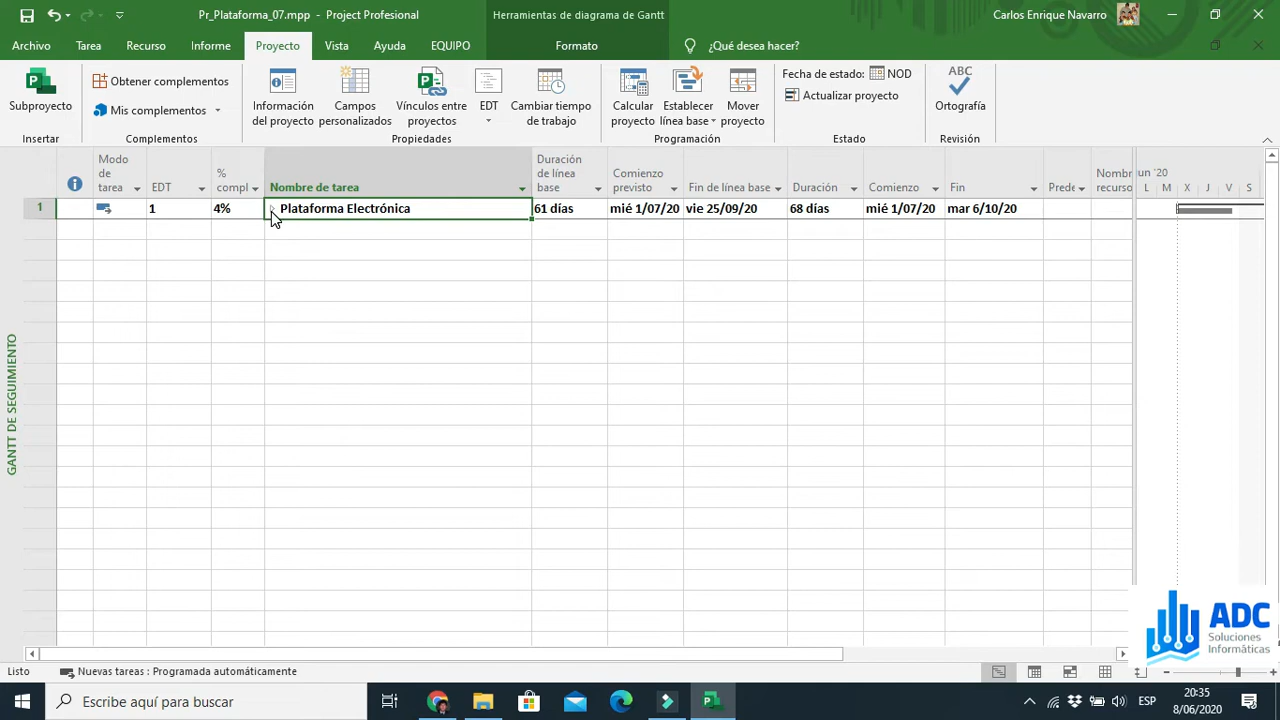 Pr_Plataforma_07.mpp - Project Profesional
Herramientas de diagrama de Gantt
Carlos Enrique Navarro
Archivo
Tarea
Recurso
Informe
Proyecto
Vista
Ayuda
EQUIPO
Formato
¿Qué desea hacer?
Subproyecto
Insertar
Obtener complementos
Mis complementos
Complementos
Información del proyecto
Campos personalizados
Vínculos entre proyectos
EDT
Cambiar tiempo de trabajo
Propiedades
Calcular proyecto
Establecer línea base
Mover proyecto
Programación
Fecha de estado: NOD
Actualizar proyecto
Estado
ABC
Ortografía
Revisión
Modo de tarea
EDT
% compl
Nombre de tarea
Duración de línea base
Comienzo previsto
Fin de línea base
Duración
Comienzo
Fin
Prede
Nombr recurso
un '20
L M X J V S
1
1
4%
Plataforma Electrónica
61 días
mié 1/07/20
vie 25/09/20
68 días
mié 1/07/20
mar 6/10/20
GANTT DE SEGUIMIENTO
ADC
Soluciones
Informáticas
Listo
Nuevas tareas : Programada automáticamente
Escribe aquí para buscar
ESP
20:35
8/06/2020